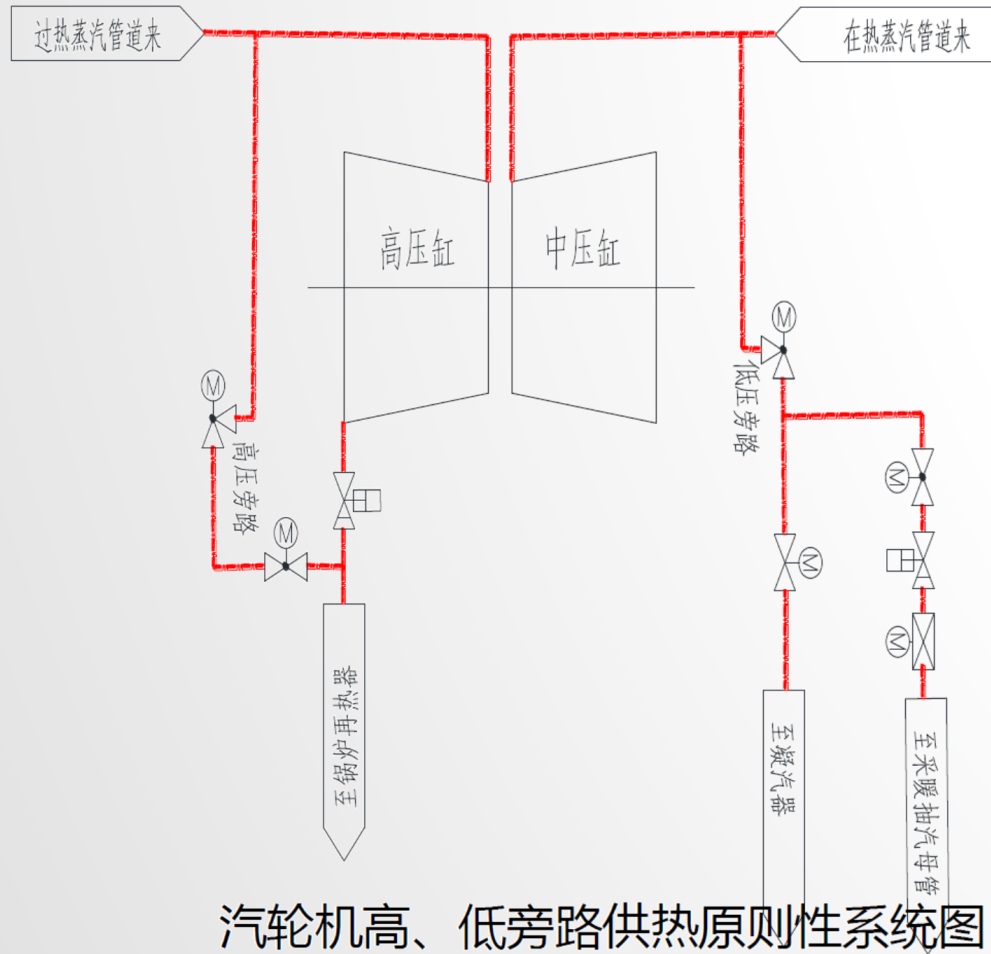 过热蒸汽管道来
在热蒸汽管道来
高压缸
中压缸
M
低压旁路
M
高压旁路
M
M
M
M
至锅炉再热器
至凝汽器
至采暖抽汽母管
汽轮机高、低旁路供热原则性系统图